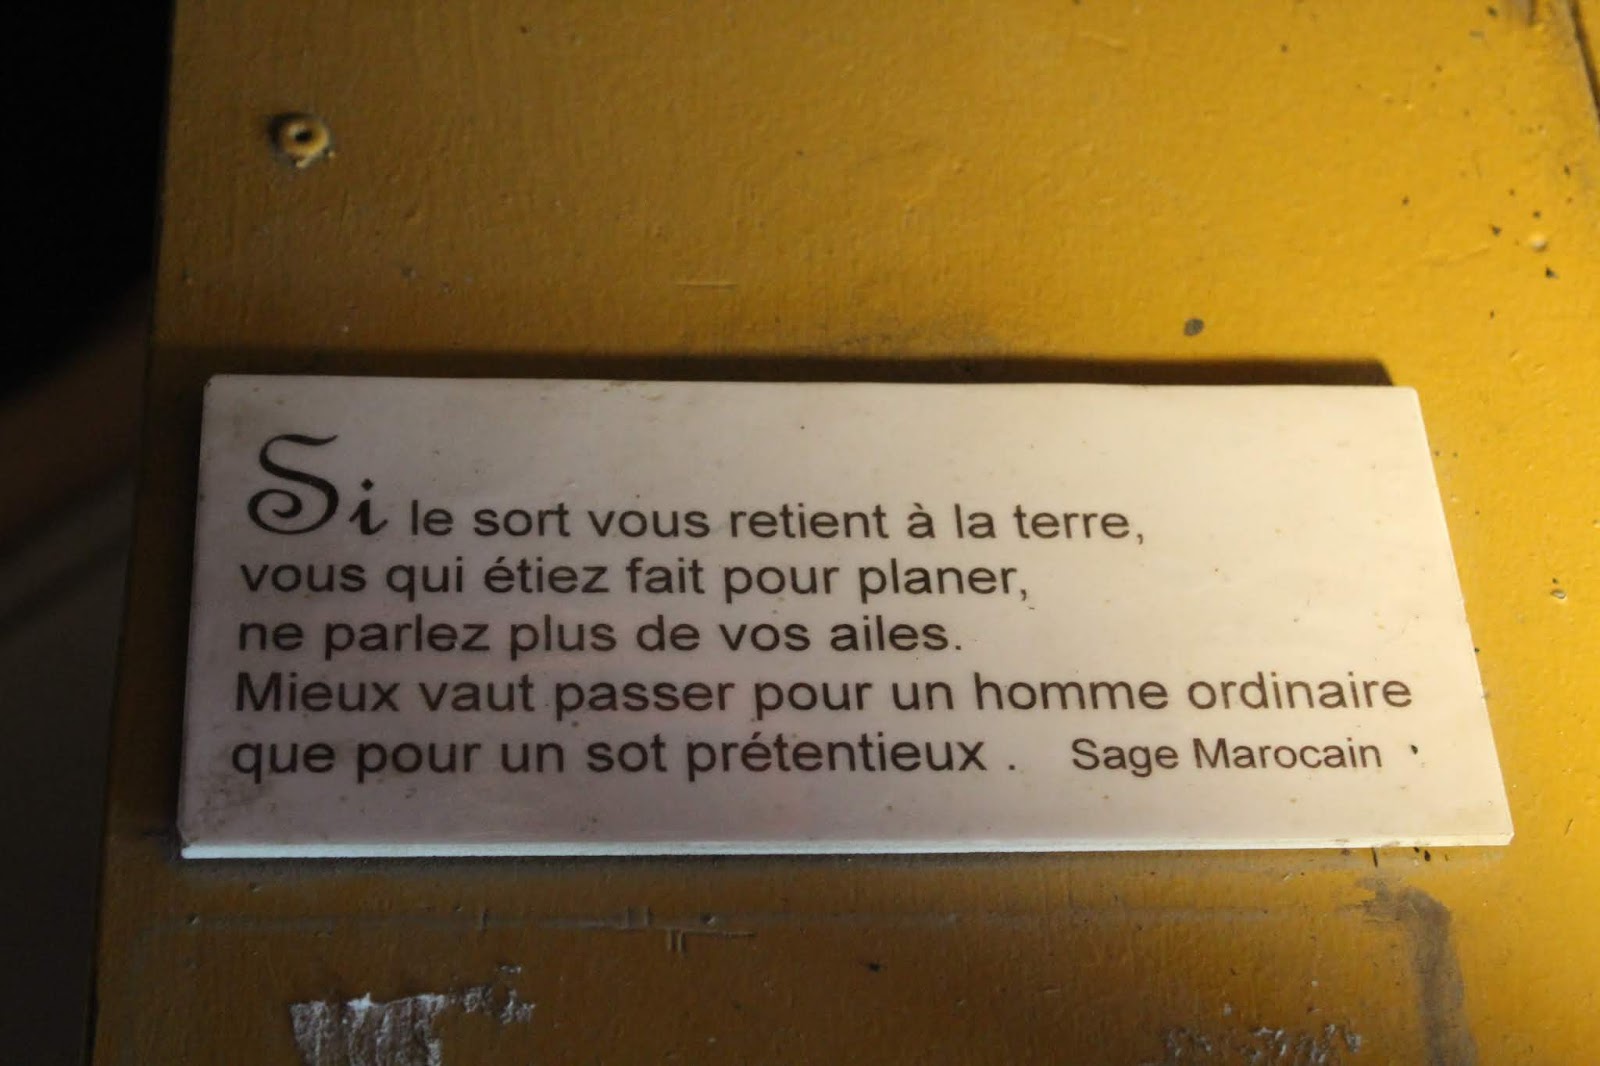 Si le sort vous retient à la terre,
vous qui étiez fait pour planer,
ne parlez plus de vos ailes.
Mieux vaut passer pour un homme ordinaire
que pour un sot prétentieux . Sage Marocain